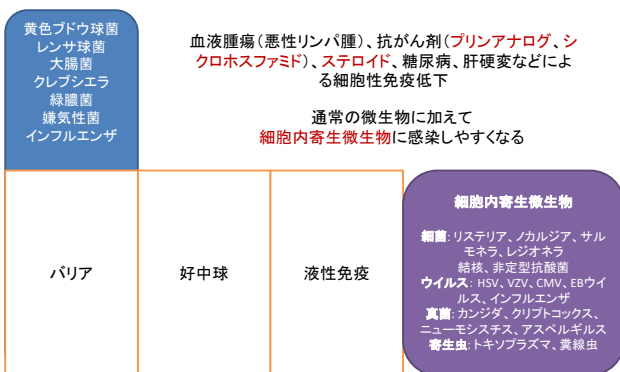 黄色ブドウ球菌
レンサ球菌
大腸菌
クレブシエラ
緑膿菌
嫌気性菌
インフルエンザ
血液腫瘍（悪性リンパ腫）、抗がん剤（プリンアナログ、シ
クロホスファミド）、ステロイド、糖尿病、肝硬変などによ
る細胞性免疫低下
通常の微生物に加えて
細胞内寄生微生物に感染しやすくなる
バリア
好中球
液性免疫
細胞内寄生微生物
細菌：リステリア、ノカルジア、サル
モネラ、レジオネラ
結核、非定型抗酸菌
ウイルス：HSV、VZV、CMV、EBウイ
ルス、インフルエンザ
真菌：カンジダ、クリプトコックス、
ニューモシスチス、アスペルギルス
寄生虫：トキソプラズマ、糞線虫